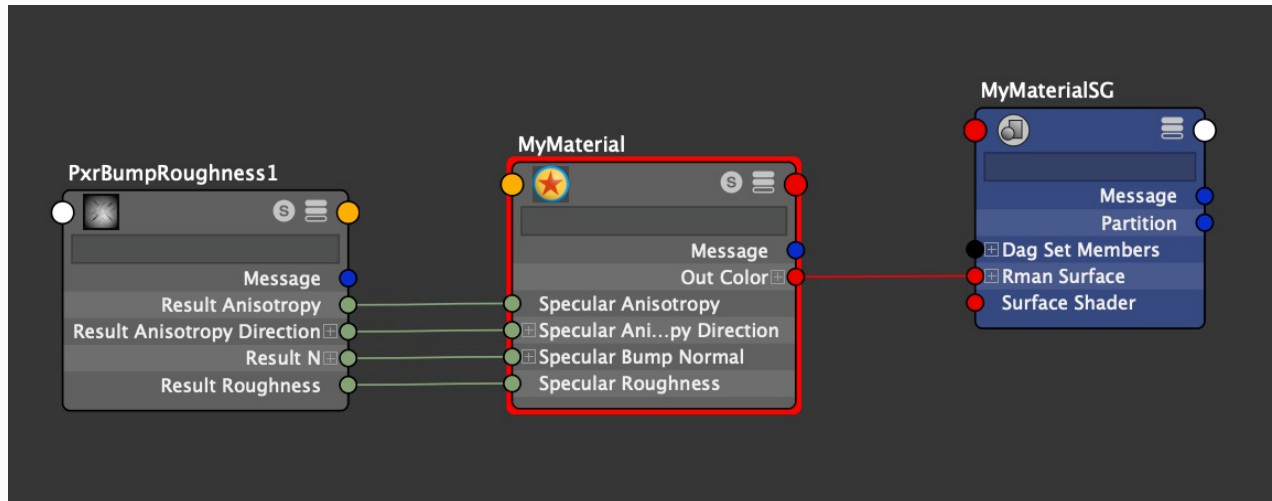 PxrBumpRoughness1
S
Message
Result Anisotropy
Result Anisotropy Direction
Result N
Result Roughness
MyMaterial
S
Message
Out Color
Specular Anisotropy
Specular Ani...py Direction
Specular Bump Normal
Specular Roughness
MyMaterialSG
Message
Partition
Dag Set Members
Rman Surface
Surface Shader